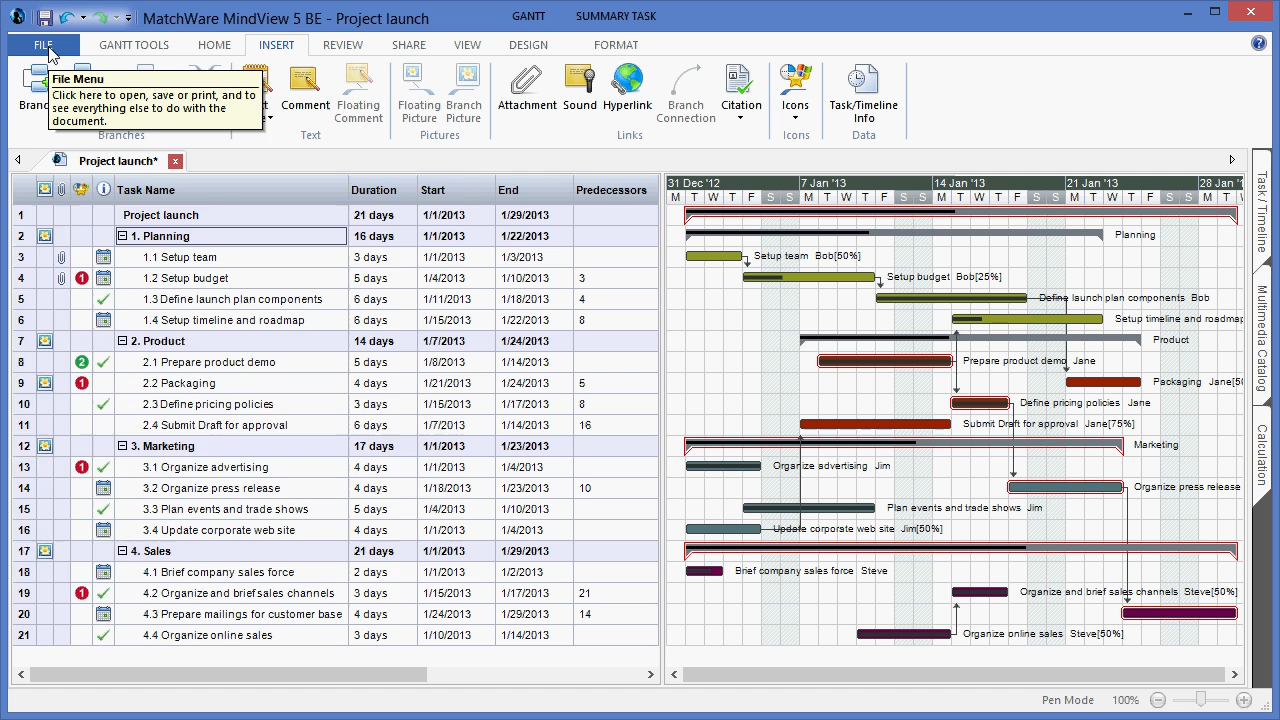 MatchWare MindView 5 BE - Project launch
GANTT
SUMMARY TASK
FILE
GANTT TOOLS
HOME
INSERT
REVIEW
SHARE
VIEW
DESIGN
FORMAT
File Menu
Click here to open, save or print, and to
see everything else to do with the
document.
Comment
Floating
Comment
Floating
Picture
Branch
Picture
Attachment
Sound
Hyperlink
Branch
Connection
Citation
Icons
Task/Timeline
Info
Branches
Text
Pictures
Links
Icons
Data
Project launch*
Task Name Duration Start End Predecessors
1 Project launch 21 days 1/1/2013 1/29/2013
2 1. Planning 16 days 1/1/2013 1/22/2013
3 1.1 Setup team 3 days 1/1/2013 1/3/2013
4 1 1.2 Setup budget 5 days 1/4/2013 1/10/2013 3
5 1.3 Define launch plan components 6 days 1/11/2013 1/18/2013 4
6 1.4 Setup timeline and roadmap 6 days 1/15/2013 1/22/2013 8
7 2. Product 14 days 1/7/2013 1/24/2013
8 2 2.1 Prepare product demo 5 days 1/8/2013 1/14/2013
9 1 2.2 Packaging 4 days 1/21/2013 1/24/2013 5
10 2.3 Define pricing policies 3 days 1/15/2013 1/17/2013 8
11 2.4 Submit Draft for approval 6 days 1/7/2013 1/14/2013 16
12 3. Marketing 17 days 1/1/2013 1/23/2013
13 1 3.1 Organize advertising 4 days 1/1/2013 1/4/2013
14 3.2 Organize press release 4 days 1/18/2013 1/23/2013 10
15 3.3 Plan events and trade shows 5 days 1/4/2013 1/10/2013
16 3.4 Update corporate web site 4 days 1/1/2013 1/4/2013
17 4. Sales 21 days 1/1/2013 1/29/2013
18 4.1 Brief company sales force 2 days 1/1/2013 1/2/2013
19 1 4.2 Organize and brief sales channels 3 days 1/15/2013 1/17/2013 21
20 4.3 Prepare mailings for customer base 4 days 1/24/2013 1/29/2013 14
21 4.4 Organize online sales 3 days 1/10/2013 1/14/2013
31 Dec '12 7 Jan '13 14 Jan '13 21 Jan '13 28 Jan '1
M T W T F S S M T W T F S S M T W T F S S M T W T F S S M T
Planning
Setup team Bob[50%]
Setup budget Bob[25%]
Define launch plan components Bob
Setup timeline and roadmap
Product
Prepare product demo Jane
Packaging Jane[50
Define pricing policies Jane
Submit Draft for approval Jane[75%]
Marketing
Organize advertising Jim
Organize press release
Plan events and trade shows Jim
Update corporate web site Jim[50%]
Brief company sales force Steve
Organize and brief sales channels Steve[50%]
Organize online sales Steve[50%]
Task / Timeline
Multimedia Catalog
Calculation
Pen Mode 100%